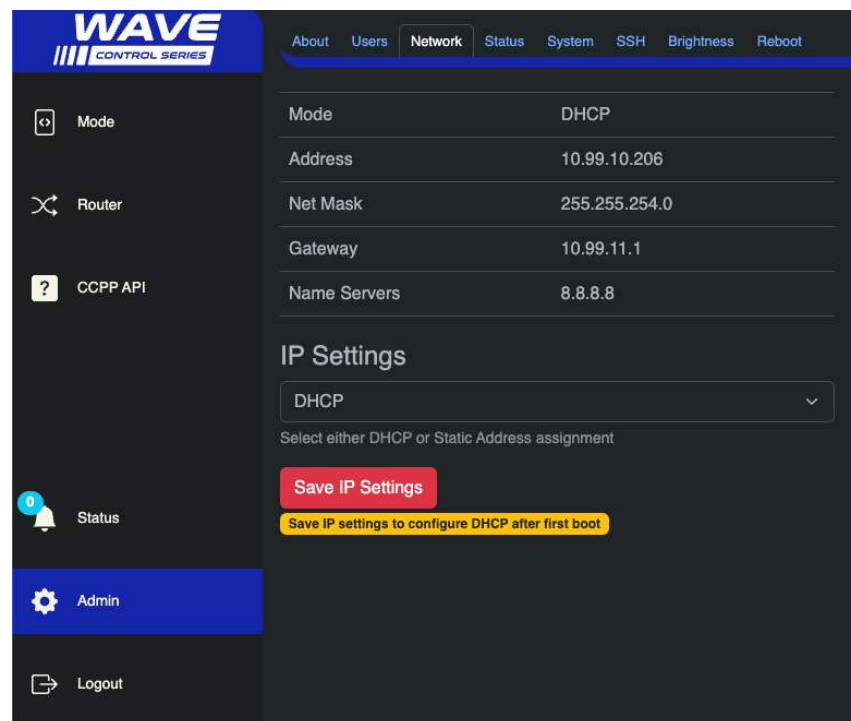 WAVE
CONTROL SERIES
About Users Network Status System SSH Brightness Reboot
Mode
Router
CCPP API
Status
Admin
Logout
Mode DHCP
Address 10.99.10.206
Net Mask 255.255.254.0
Gateway 10.99.11.1
Name Servers 8.8.8.8
IP Settings
DHCP
Select either DHCP or Static Address assignment
Save IP Settings
Save IP settings to configure DHCP after first boot
0